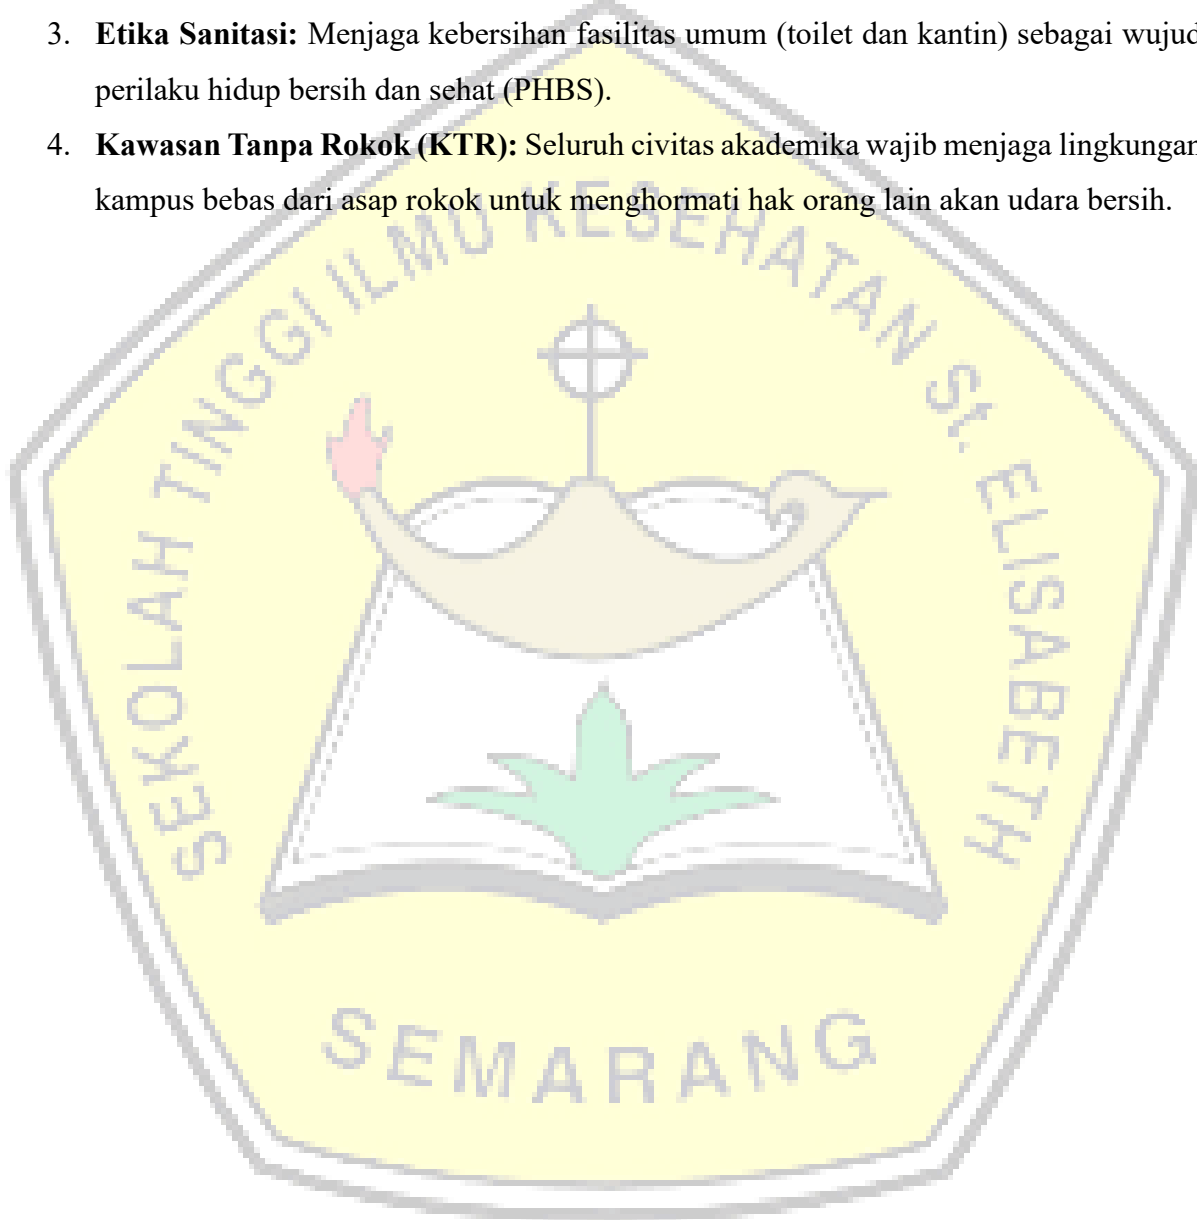 3. Etika Sanitasi: Menjaga kebersihan fasilitas umum (toilet dan kantin) sebagai wujud
perilaku hidup bersih dan sehat (PHBS).
4. Kawasan Tanpa Rokok (KTR): Seluruh civitas akademika wajib menjaga lingkungan
kampus bebas dari asap rokok untuk menghormati hak orang lain akan udara bersih.
SEKOLAH TINGGI ILMU KESEHATAN St. ELISABETH
SEMARANG